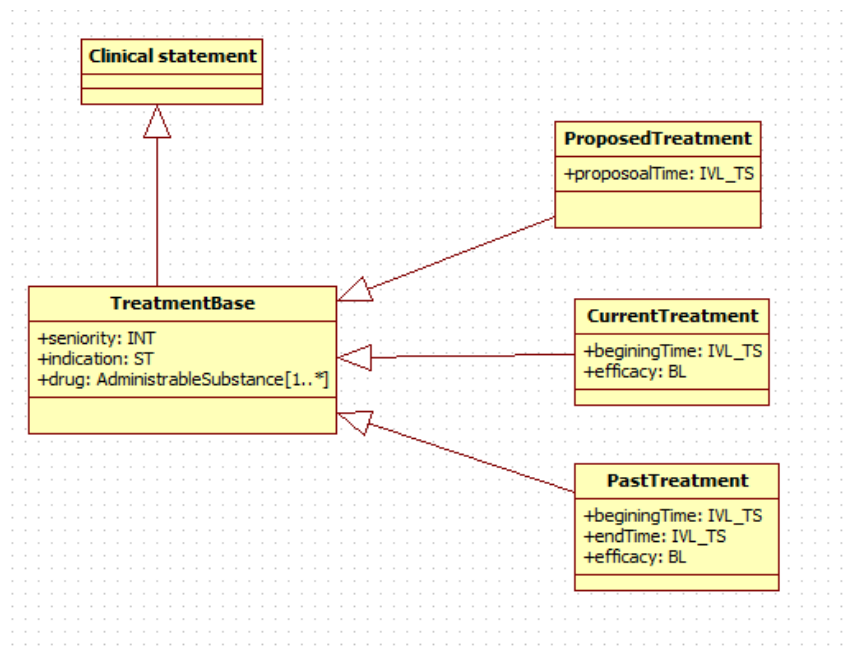 Clinical statement
ProposedTreatment
+proposoalTime: IVL_TS
TreatmentBase
+seniority: INT
+indication: ST
+drug: AdministrableSubstance[1..*]
CurrentTreatment
+beginingTime: IVL_TS
+efficacy: BL
PastTreatment
+beginingTime: IVL_TS
+endTime: IVL_TS
+efficacy: BL